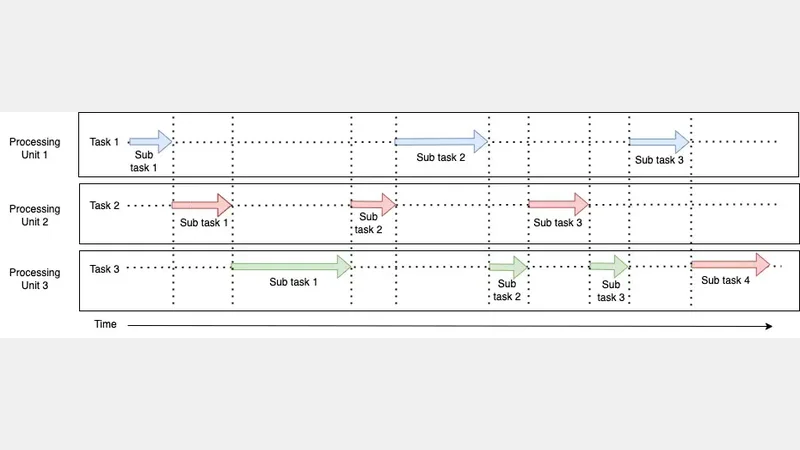 Processing
Unit 1
Task 1
Sub
task 1
Sub task 2
Sub task 3
Processing
Unit 2
Task 2
Sub task 1
Sub
task 2
Sub task 3
Processing
Unit 3
Task 3
Sub task 1
Sub
task 2
Sub
task 3
Sub task 4
Time